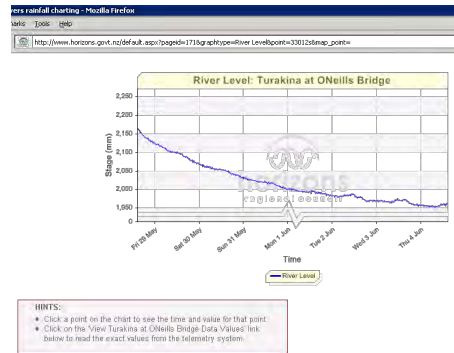 vers rainfall charting - Mozilla Firefox
arks Tools Help
http://www.horizons.govt.nz/default.aspx?pageid=171&graphtype=River Level&point=33012s&map_point=
River Level: Turakina at ONeills Bridge
Stage (mm)
2,250
2,200
2,150
2,100
2,050
2,000
1,950
0
horizons
regional council
Fri 29 May
Sat 30 May
Sun 31 May
Mon 1 Jun
Tue 2 Jun
Wed 3 Jun
Thu 4 Jun
Time
River Level
HINTS:
Click a point on the chart to see the time and value for that point
Click on the 'View Turakina at ONeills Bridge Data Values' link
below to read the exact values from the telemetry system